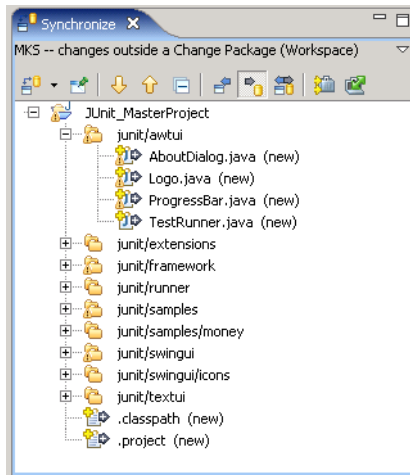 Synchronize
MKS -- changes outside a Change Package (Workspace)
JUnit_MasterProject
junit/awtui
AboutDialog.java (new)
Logo.java (new)
ProgressBar.java (new)
TestRunner.java (new)
junit/extensions
junit/framework
junit/runner
junit/samples
junit/samples/money
junit/swingui
junit/swingui/icons
junit/textui
.classpath (new)
.project (new)